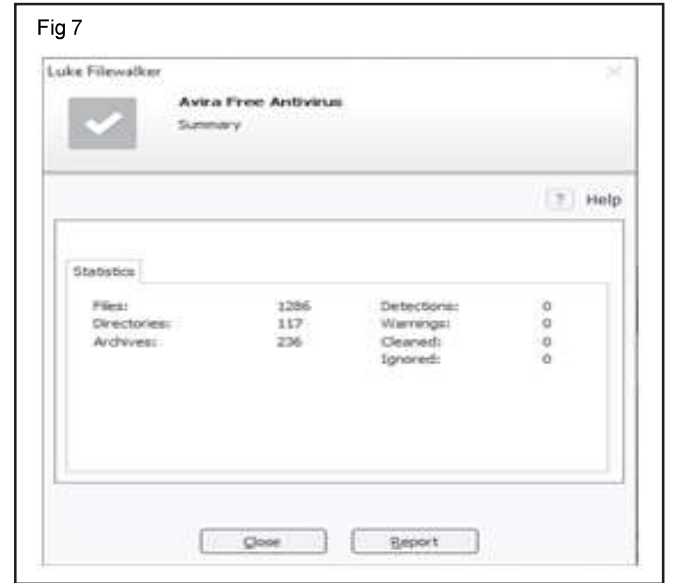 Fig 7
Luke Filewalker
Avira Free Antivirus
Summary
? Help
Statistics
Files: 1286 Detections: 0
Directories: 117 Warnings: 0
Archives: 236 Cleaned: 0
Ignored: 0
Close Report